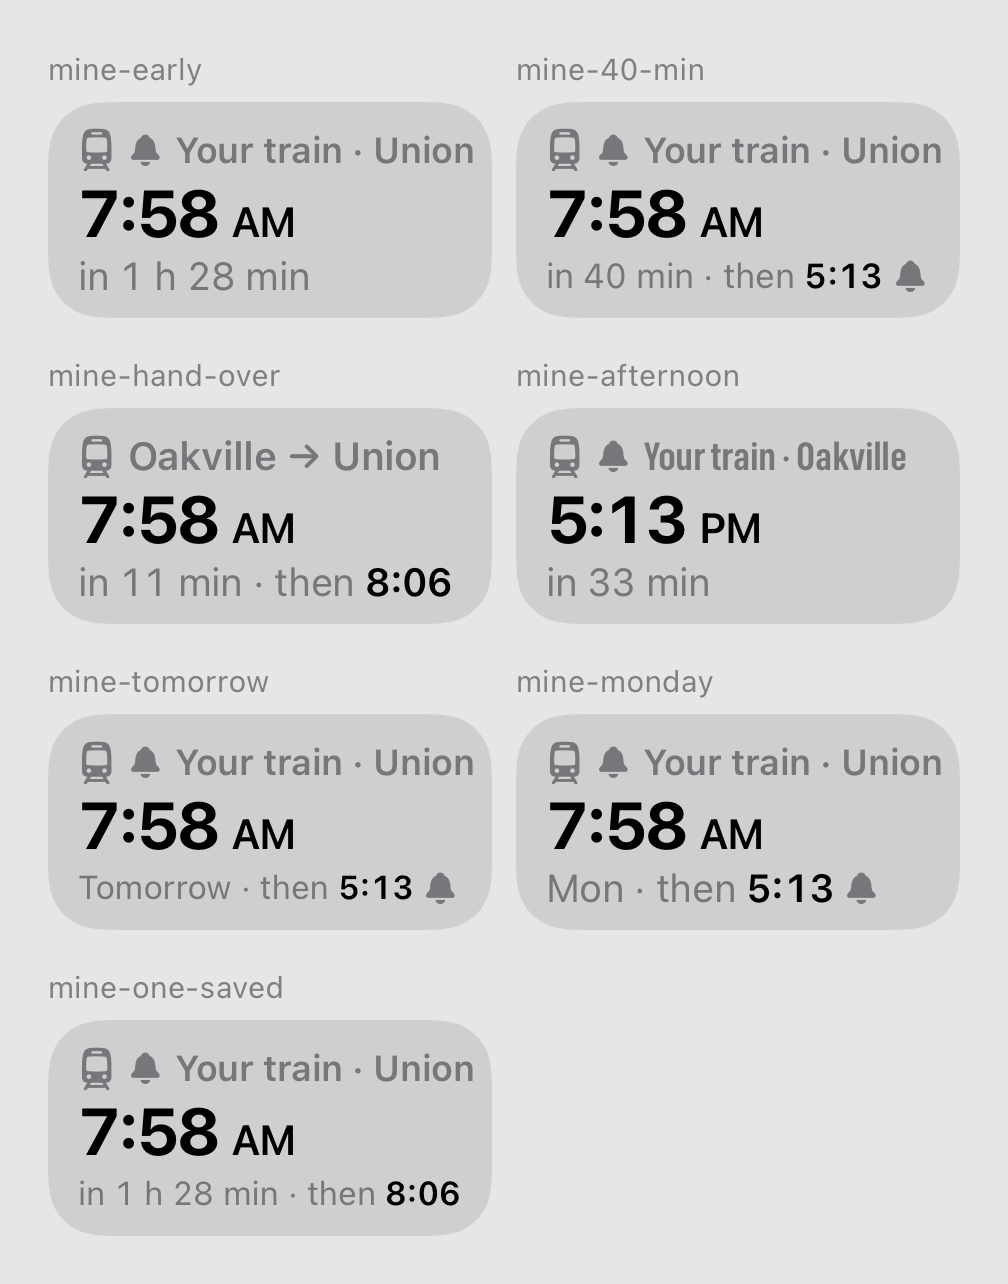 mine-early
Your train · Union
7:58 AM
in 1 h 28 min
mine-40-min
Your train · Union
7:58 AM
in 40 min · then 5:13
mine-hand-over
Oakville → Union
7:58 AM
in 11 min · then 8:06
mine-afternoon
Your train · Oakville
5:13 PM
in 33 min
mine-tomorrow
Your train · Union
7:58 AM
Tomorrow · then 5:13
mine-monday
Your train · Union
7:58 AM
Mon · then 5:13
mine-one-saved
Your train · Union
7:58 AM
in 1 h 28 min · then 8:06